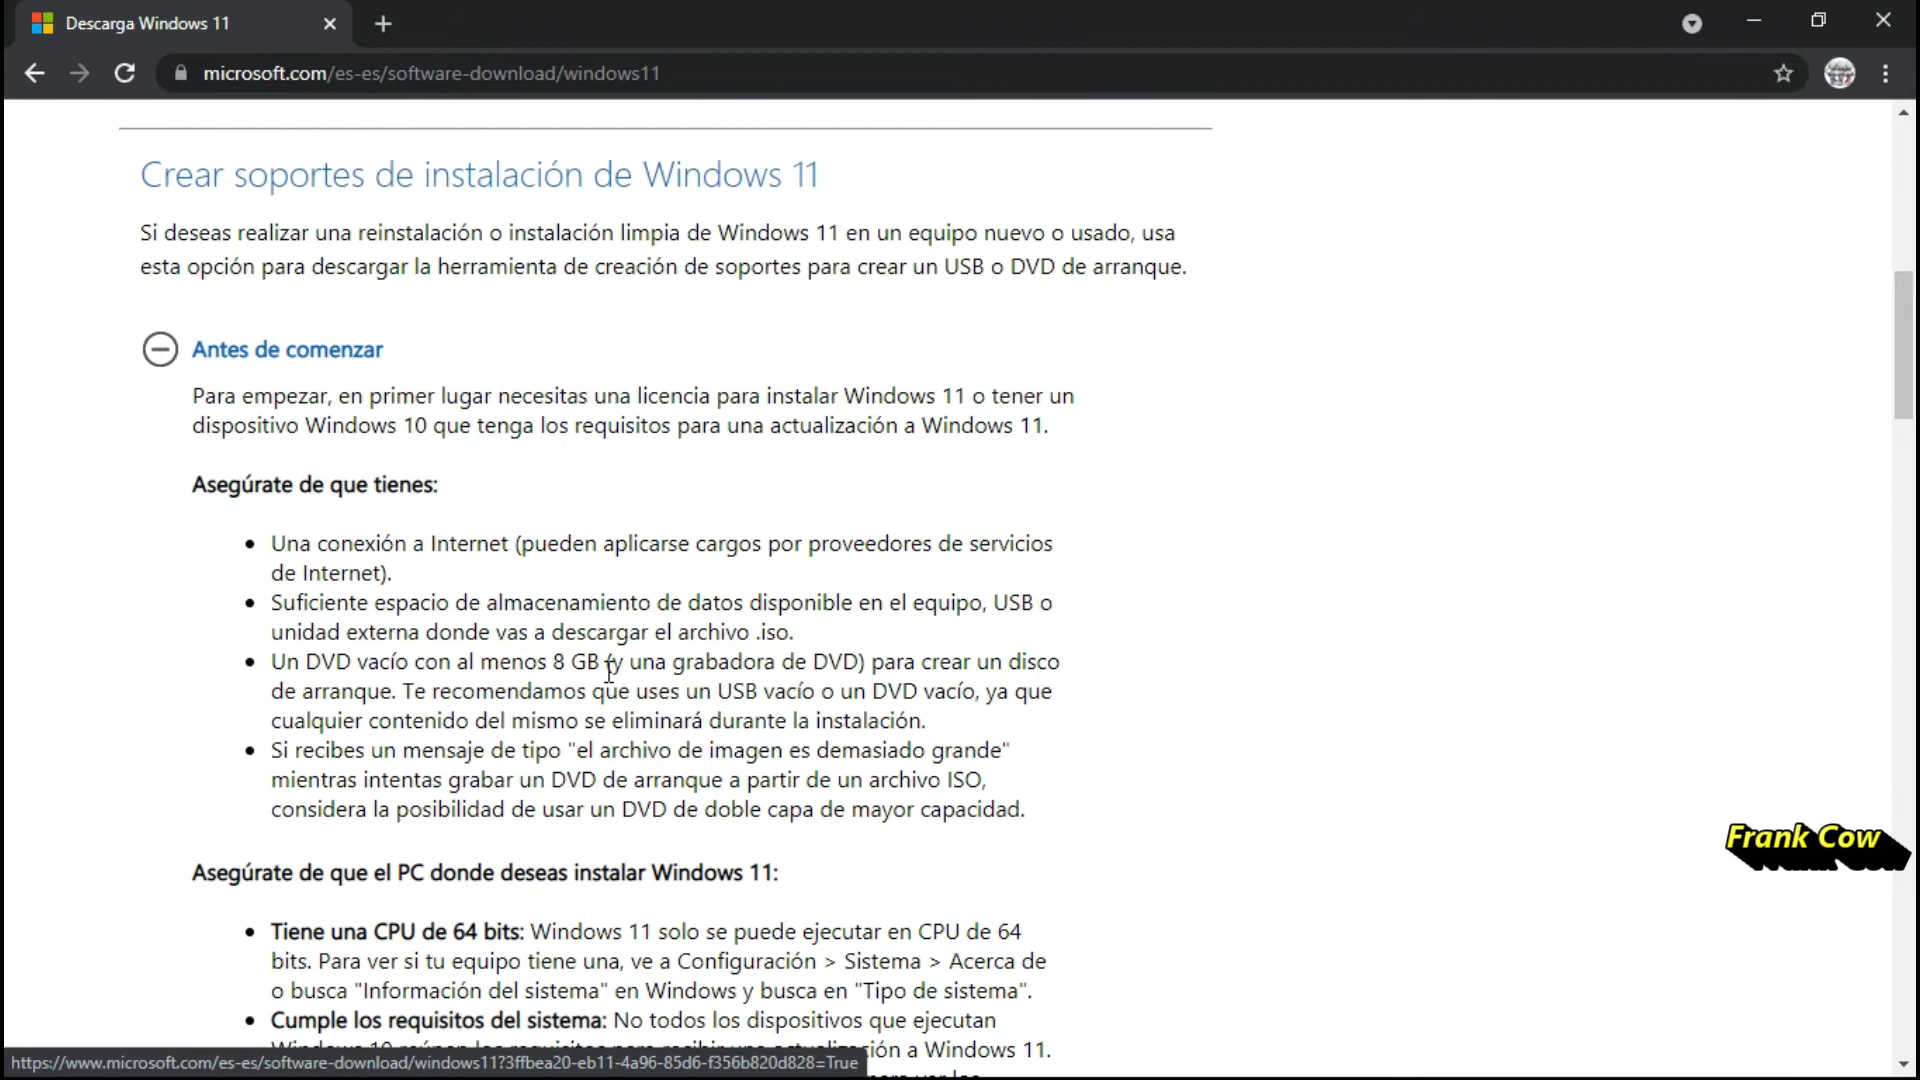 Descarga Windows 11
microsoft.com/es-es/software-download/windows11
Crear soportes de instalación de Windows 11
Si deseas realizar una reinstalación o instalación limpia de Windows 11 en un equipo nuevo o usado, usa
esta opción para descargar la herramienta de creación de soportes para crear un USB o DVD de arranque.
Antes de comenzar
Para empezar, en primer lugar necesitas una licencia para instalar Windows 11 o tener un
dispositivo Windows 10 que tenga los requisitos para una actualización a Windows 11.
Asegúrate de que tienes:
Una conexión a Internet (pueden aplicarse cargos por proveedores de servicios
de Internet).
Suficiente espacio de almacenamiento de datos disponible en el equipo, USB o
unidad externa donde vas a descargar el archivo .iso.
Un DVD vacío con al menos 8 GB (y una grabadora de DVD) para crear un disco
de arranque. Te recomendamos que uses un USB vacío o un DVD vacío, ya que
cualquier contenido del mismo se eliminará durante la instalación.
Si recibes un mensaje de tipo "el archivo de imagen es demasiado grande"
mientras intentas grabar un DVD de arranque a partir de un archivo ISO,
considera la posibilidad de usar un DVD de doble capa de mayor capacidad.
Frank Cow
Asegúrate de que el PC donde deseas instalar Windows 11:
Tiene una CPU de 64 bits: Windows 11 solo se puede ejecutar en CPU de 64
bits. Para ver si tu equipo tiene una, ve a Configuración > Sistema > Acerca de
o busca "Información del sistema" en Windows y busca en "Tipo de sistema".
Cumple los requisitos del sistema: No todos los dispositivos que ejecutan
a Windows 11.
https://www.microsoft.com/es-es/software-download/windows11?3ffbea20-eb11-4a96-85d6-f356b820d828=True